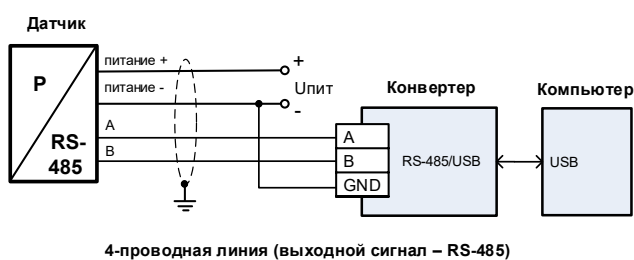 Датчик
питание +
+
P
Uпит
Конвертер
Компьютер
питание -
-
A
A
RS-
485
B
B
RS-485/USB
USB
GND
4-проводная линия (выходной сигнал – RS-485)